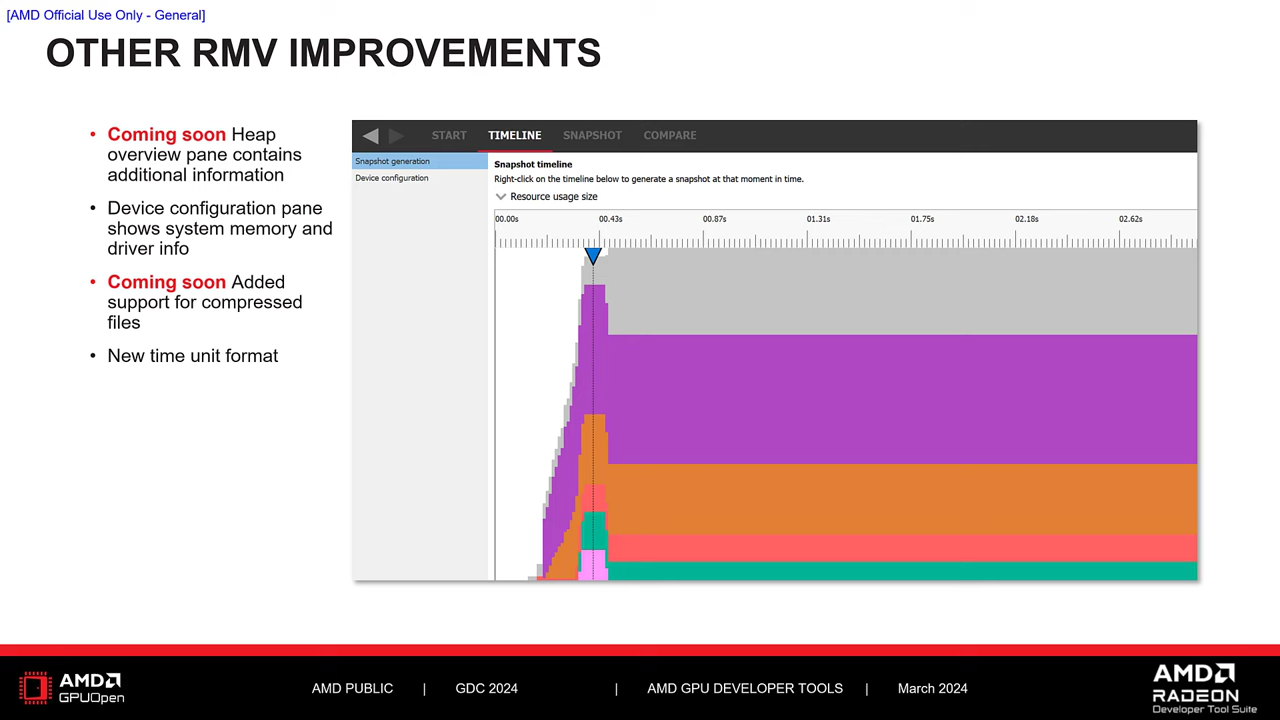 [AMD Official Use Only - General]
OTHER RMV IMPROVEMENTS
• Coming soon Heap
overview pane contains
additional information
• Device configuration pane
shows system memory and
driver info
• Coming soon Added
support for compressed
files
• New time unit format
START TIMELINE SNAPSHOT COMPARE
Snapshot generation
Device configuration
Snapshot timeline
Right-click on the timeline below to generate a snapshot at that moment in time.
Resource usage size
00.00s 00.43s 00.87s 01.31s 01.75s 02.18s 02.62s
AMD
GPUOpen
AMD PUBLIC | GDC 2024 | AMD GPU DEVELOPER TOOLS | March 2024
AMD
RADEON
Developer Tool Suite